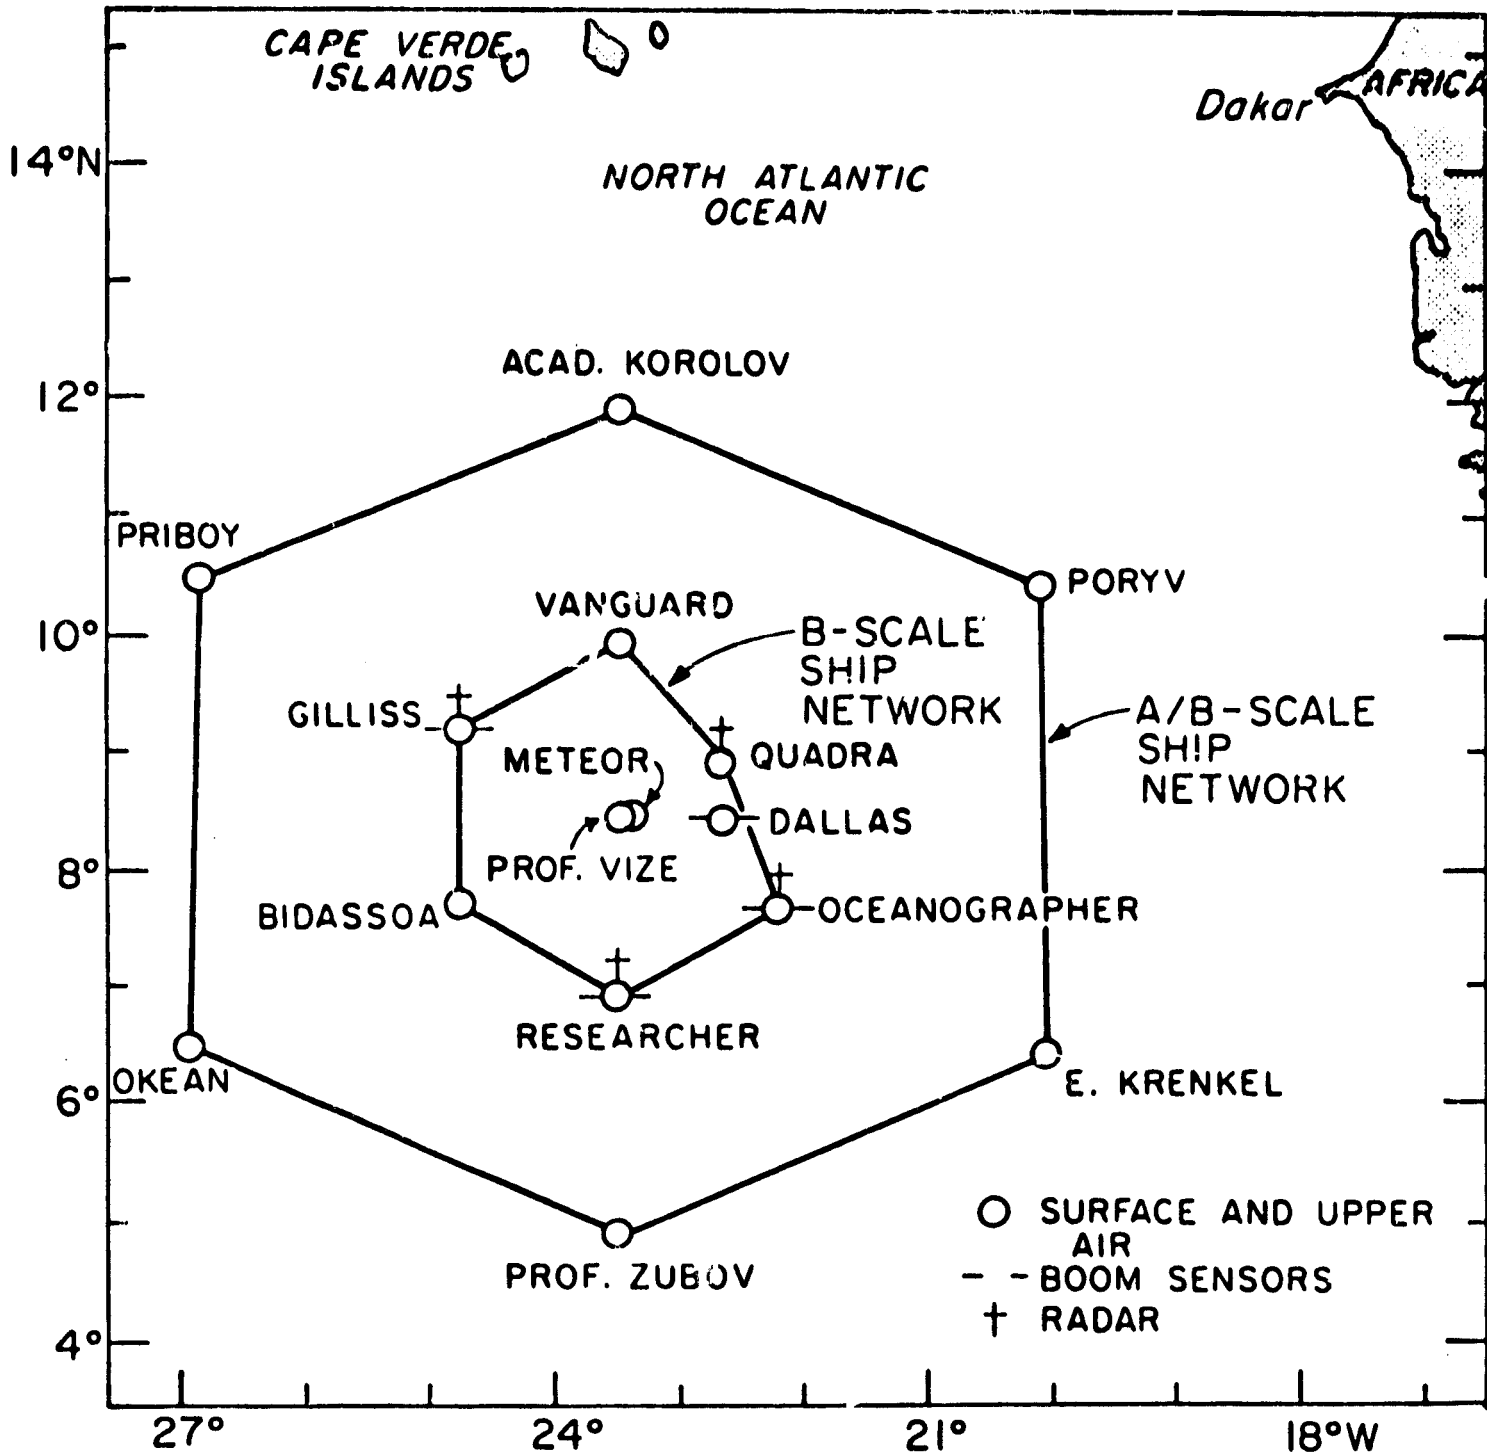 CAPE VERDE
ISLANDS
AFRICA
Dakar
14°N
NORTH ATLANTIC
OCEAN
ACAD. KOROLOV
12°
PRIBOY
PORYV
VANGUARD
10°
B-SCALE
SHIP
NETWORK
GILLISS
A/B-SCALE
SHIP
NETWORK
METEOR
QUADRA
DALLAS
PROF. VIZE
8°
BIDASSOA
OCEANOGRAPHER
RESEARCHER
OKEAN
6°
E. KRENKEL
PROF. ZUBOV
SURFACE AND UPPER
AIR
- - BOOM SENSORS
† RADAR
4°
27°
24°
21°
18°W